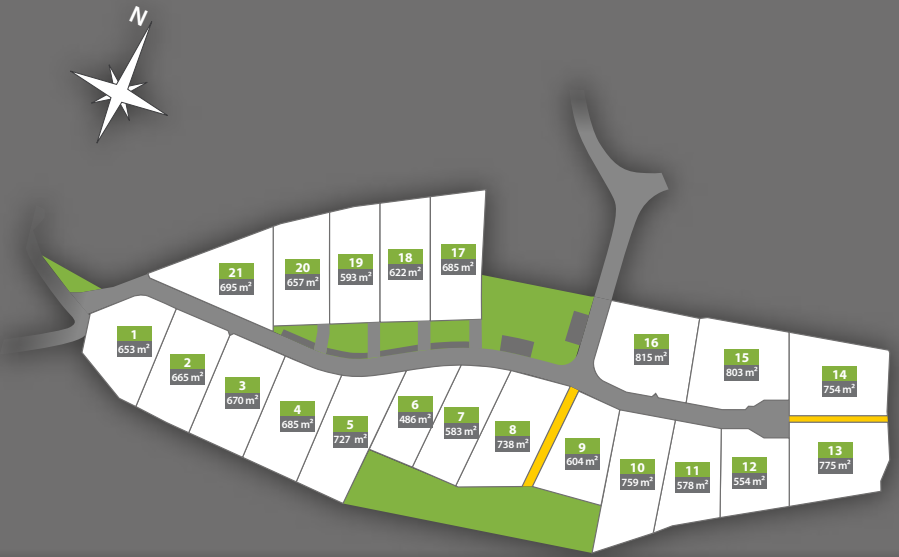 N
21
695 m²
20
657 m²
19
593 m²
18
622 m²
17
685 m²
1
653 m²
2
665 m²
3
670 m²
4
685 m²
5
727 m²
6
486 m²
7
583 m²
8
738 m²
9
604 m²
10
759 m²
11
578 m²
12
554 m²
13
775 m²
14
754 m²
15
803 m²
16
815 m²